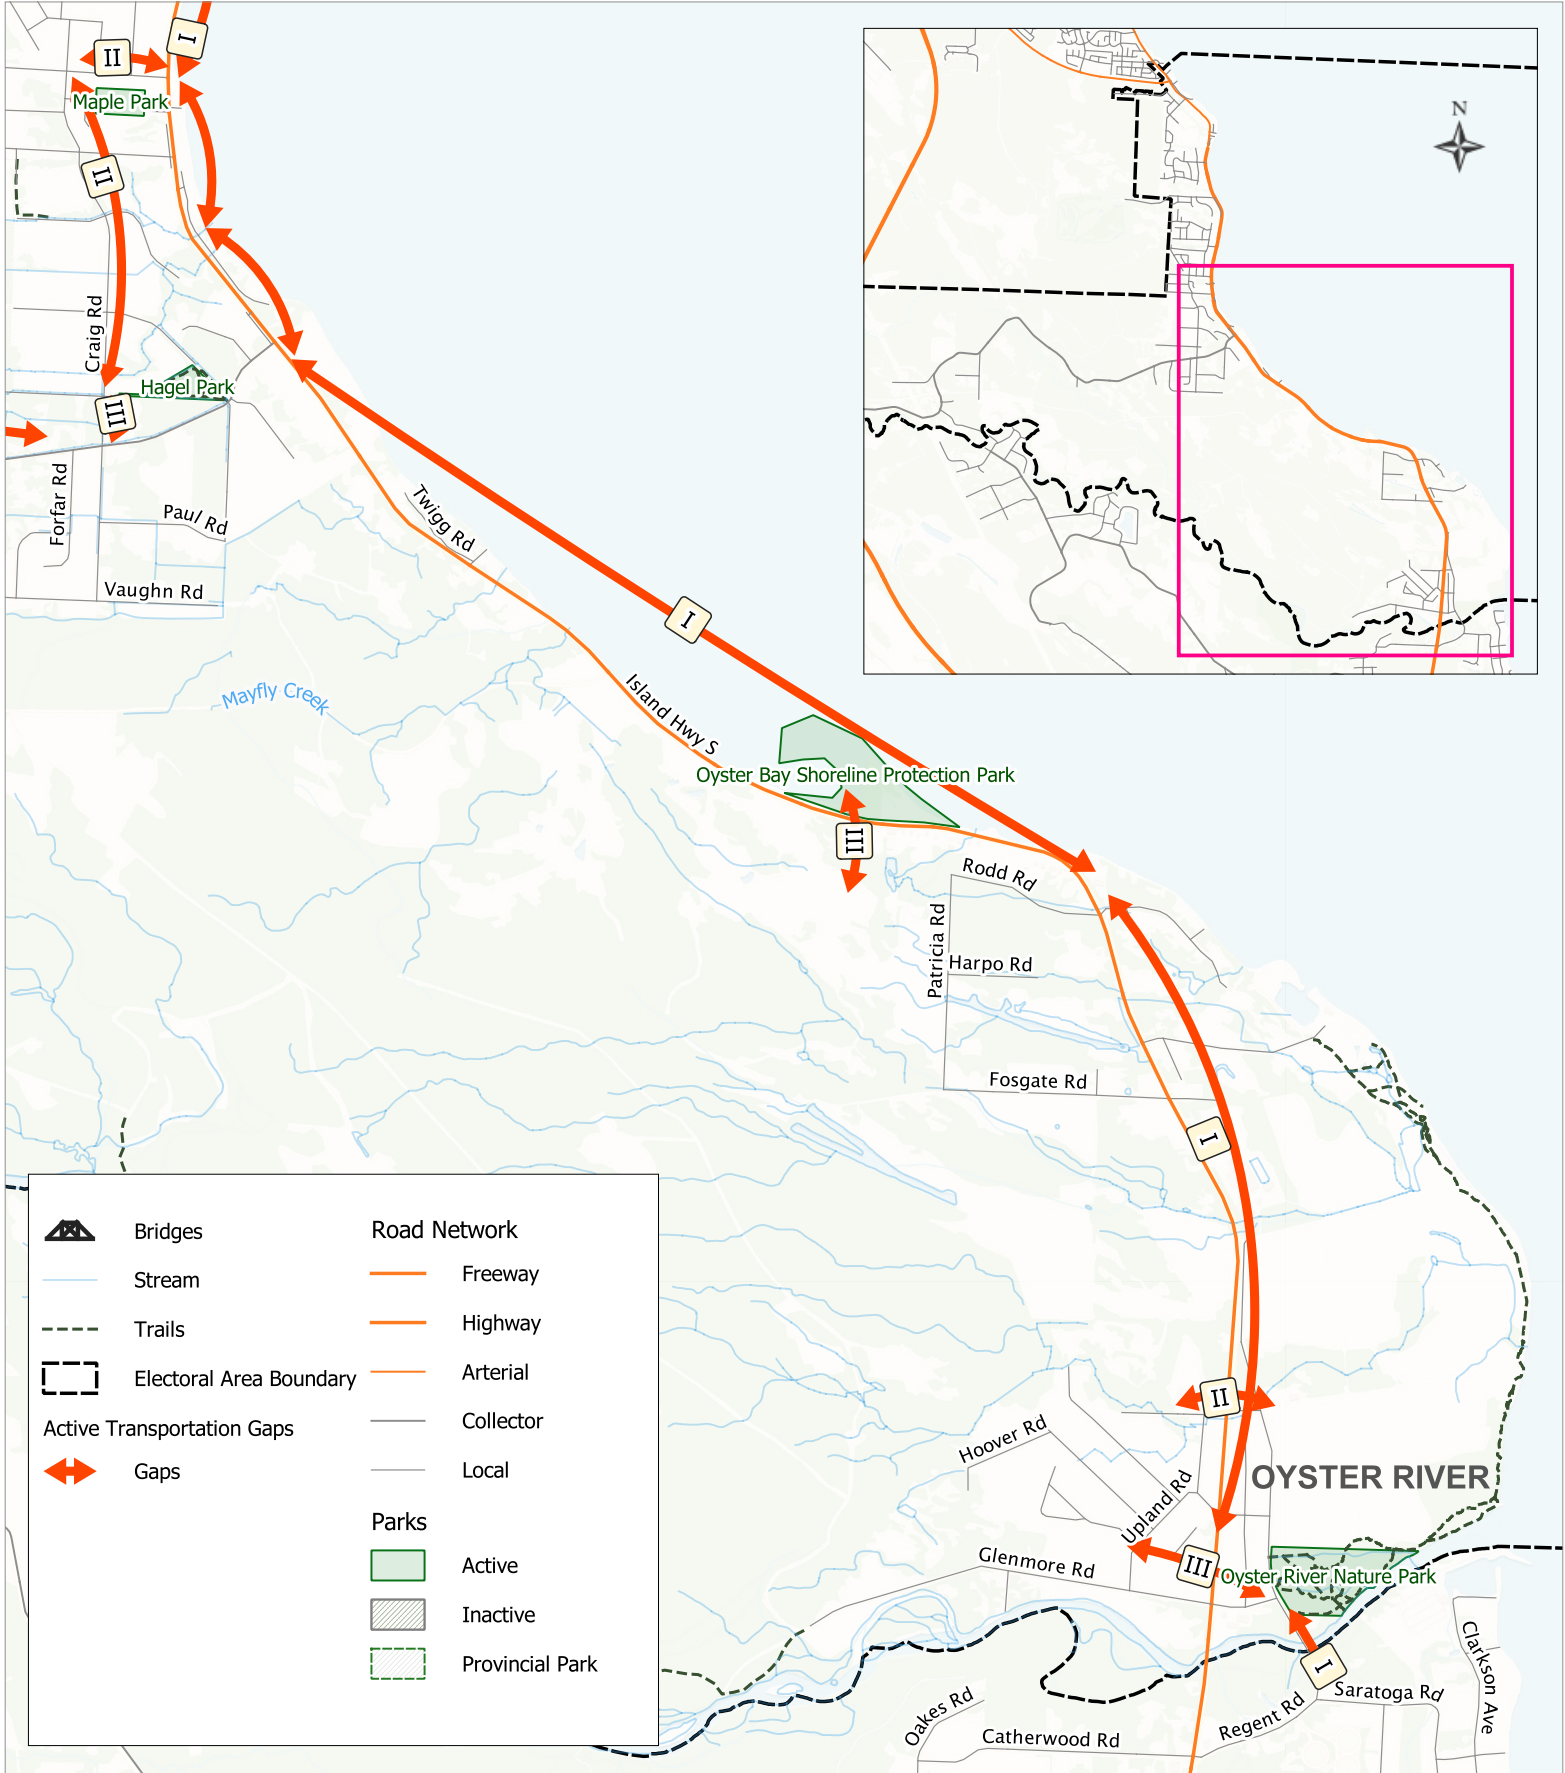 I
II
Maple Park
II
N
Craig Rd
Hagel Park
III
Forfar Rd
Paul Rd
Twigg Rd
Vaughn Rd
I
Mayfly Creek
Island Hwy S
Oyster Bay Shoreline Protection Park
III
Rodd Rd
Patricia Rd
Harpo Rd
Fosgate Rd
I
II
Hoover Rd
OYSTER RIVER
Upland Rd
Glenmore Rd
III
Oyster River Nature Park
I
Clarkson Ave
Saratoga Rd
Regent Rd
Oakes Rd
Catherwood Rd
Bridges
Stream
Trails
Electoral Area Boundary
Active Transportation Gaps
Gaps
Road Network
Freeway
Highway
Arterial
Collector
Local
Parks
Active
Inactive
Provincial Park